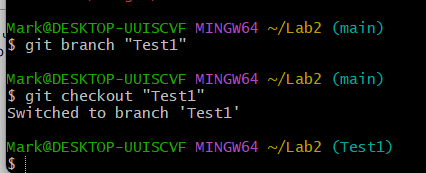 Mark@DESKTOP-UUISCVF MINGW64 ~/Lab2 (main)
$ git branch "Test1"
Mark@DESKTOP-UUISCVF MINGW64 ~/Lab2 (main)
$ git checkout "Test1"
Switched to branch 'Test1'
Mark@DESKTOP-UUISCVF MINGW64 ~/Lab2 (Test1)
$